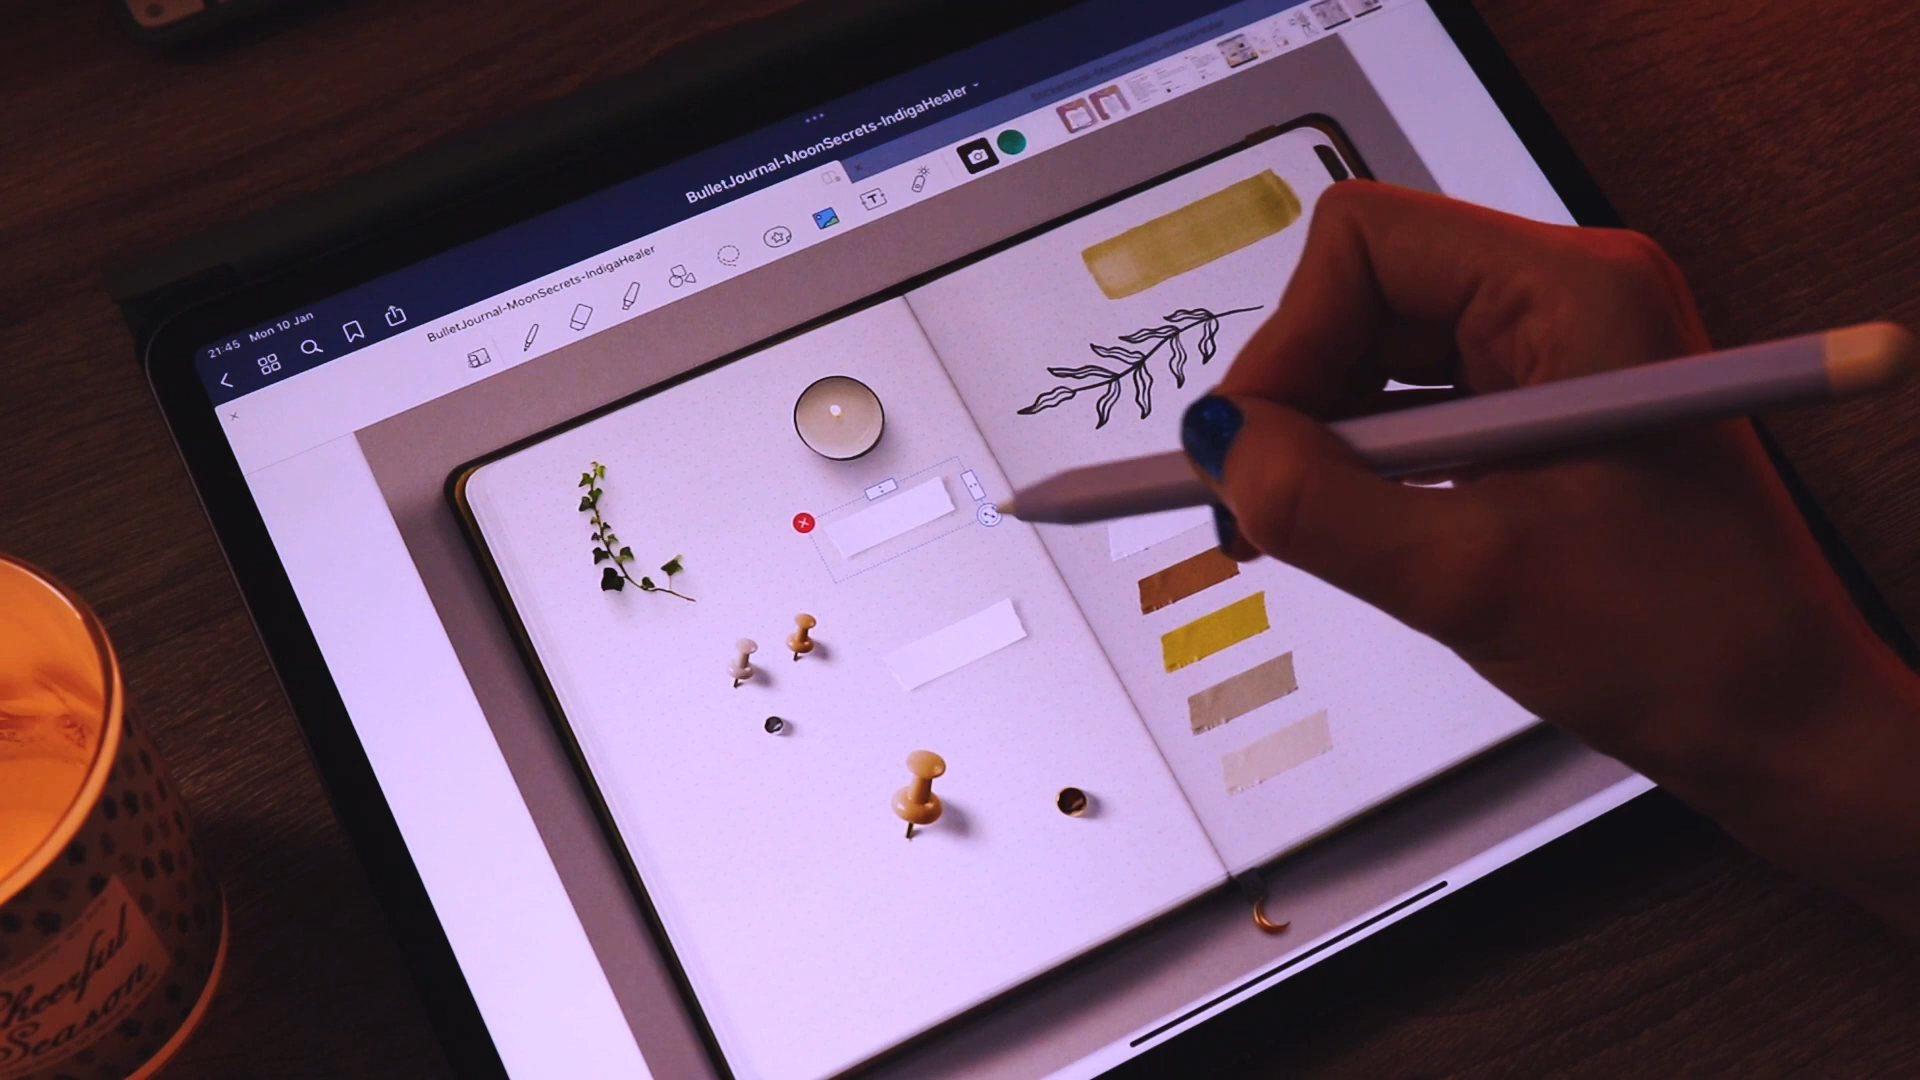 BulletJournal-MoonSecrets-IndigaHealer
21:45 Mon 10 Jan
BulletJournal-MoonSecrets-IndigaHealer
T
Cheerful
Season